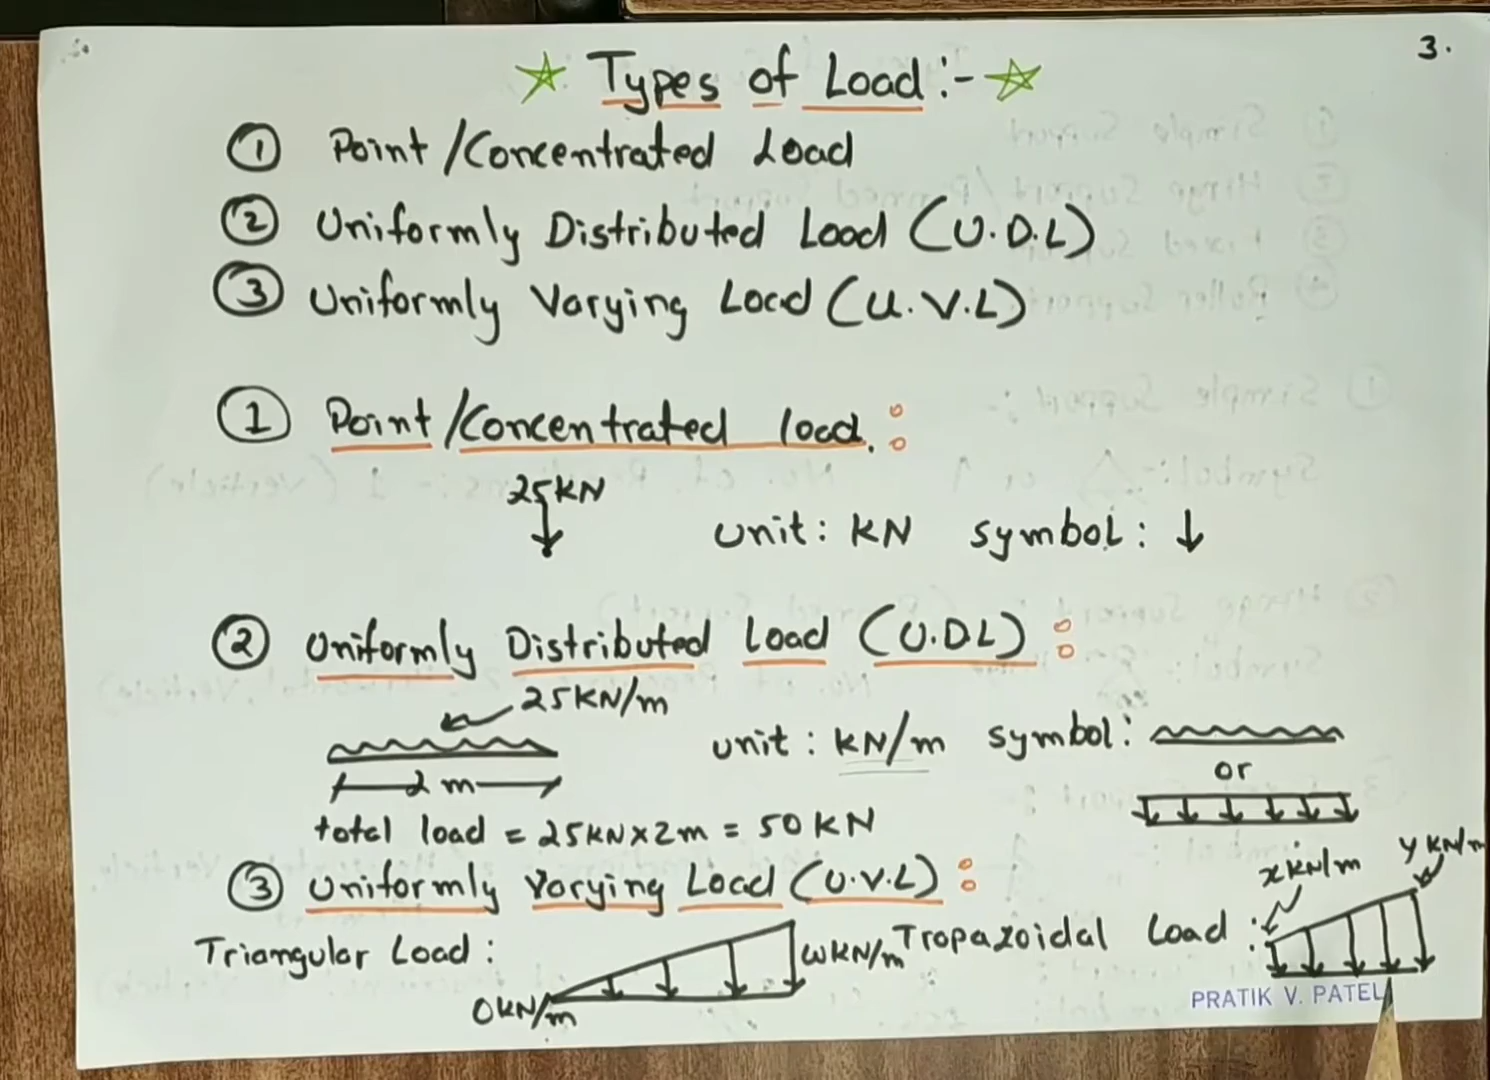 3.
Types of Load :-
① Point / Concentrated Load
② Uniformly Distributed Load (U.D.L)
③ Uniformly Varying Load (U.V.L)
① Point / Concentrated load. :
25KN
unit : KN symbol : ↓
② Uniformly Distributed Load (U.D.L) :
25KN/m
unit : KN/m symbol :
or
2 m
total load = 25KN x 2m = 50 KN
③ Uniformly Varying Load (U.V.L) :
x KN/m
y KN/m
Triangular Load :
0KN/m
WKN/m
Tropazoidal Load :
PRATIK V. PATEL